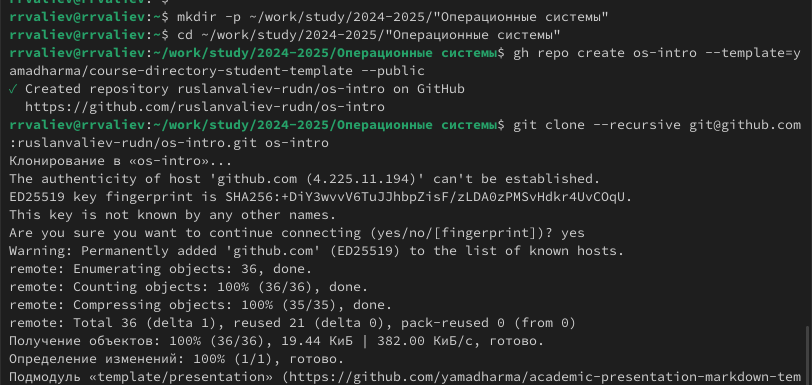 rrvaliev@rrvaliev:~$ mkdir -p ~/work/study/2024-2025/"Операционные системы"
rrvaliev@rrvaliev:~$ cd ~/work/study/2024-2025/"Операционные системы"
rrvaliev@rrvaliev:~/work/study/2024-2025/Операционные системы$ gh repo create os-intro --template=y
amadharma/course-directory-student-template --public
✓ Created repository ruslanvaliev-rudn/os-intro on GitHub
  https://github.com/ruslanvaliev-rudn/os-intro
rrvaliev@rrvaliev:~/work/study/2024-2025/Операционные системы$ git clone --recursive git@github.com
:ruslanvaliev-rudn/os-intro.git os-intro
Клонирование в «os-intro»...
The authenticity of host 'github.com (4.225.11.194)' can't be established.
ED25519 key fingerprint is SHA256:+DiY3wvvV6TuJJhbpZisF/zLDA0zPMSvHdkr4UvCOqU.
This key is not known by any other names.
Are you sure you want to continue connecting (yes/no/[fingerprint])? yes
Warning: Permanently added 'github.com' (ED25519) to the list of known hosts.
remote: Enumerating objects: 36, done.
remote: Counting objects: 100% (36/36), done.
remote: Compressing objects: 100% (35/35), done.
remote: Total 36 (delta 1), reused 21 (delta 0), pack-reused 0 (from 0)
Получение объектов: 100% (36/36), 19.44 КиБ | 382.00 КиБ/с, готово.
Определение изменений: 100% (1/1), готово.
Подмодуль «template/presentation» (https://github.com/yamadharma/academic-presentation-markdown-tem